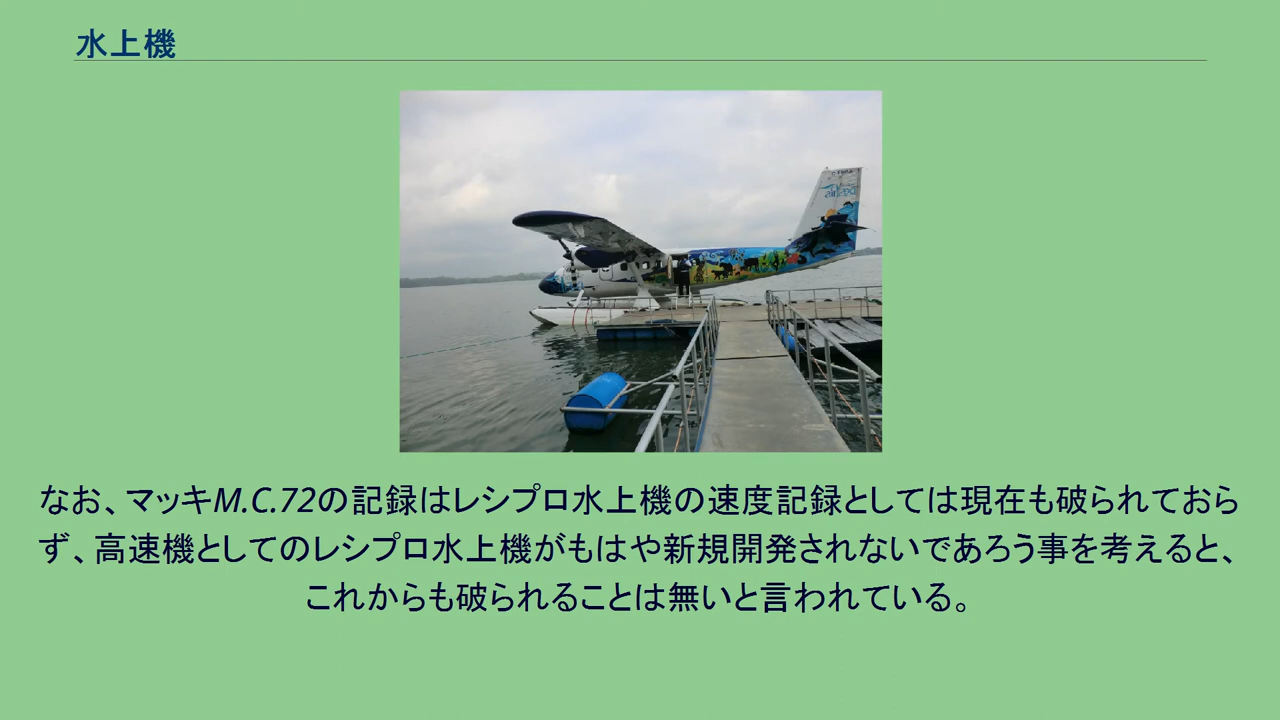 水上機
なお、マッキM.C.72の記録はレシプロ水上機の速度記録としては現在も破られておら
ず、高速機としてのレシプロ水上機がもはや新規開発されないであろう事を考えると、
これからも破られることは無いと言われている。